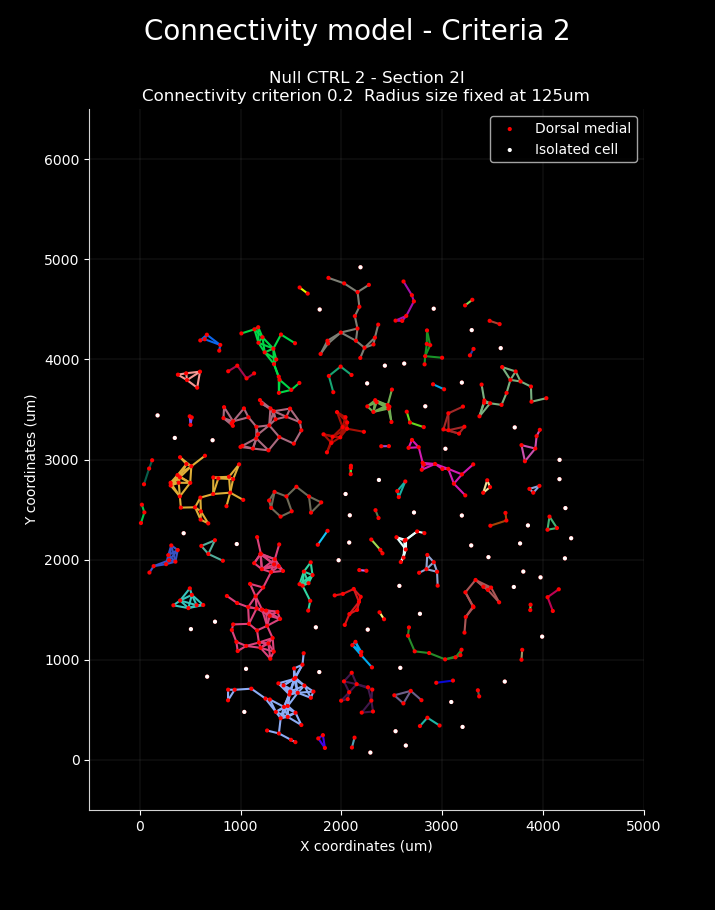 Connectivity model - Criteria 2
Null CTRL 2 - Section 2l
Connectivity criterion 0.2  Radius size fixed at 125um
Dorsal medial
Isolated cell
6000
5000
4000
3000
2000
1000
0
Y coordinates (um)
0 1000 2000 3000 4000 5000
X coordinates (um)